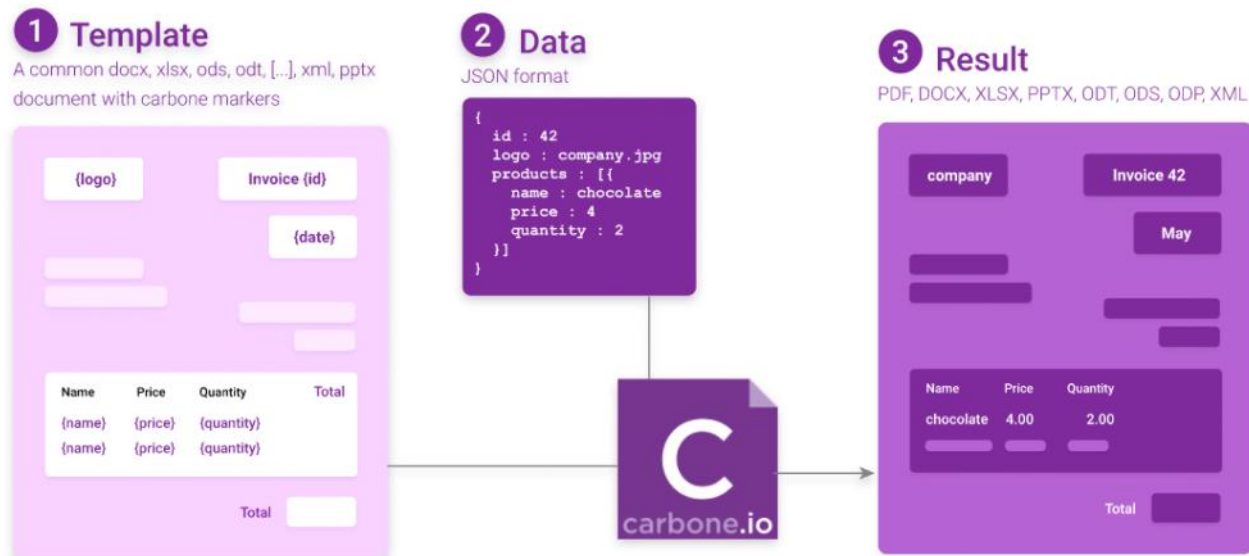 1 Template
A common docx, xlsx, ods, odt, [...], xml, pptx
document with carbone markers
{logo}
Invoice {id}
{date}
Name Price Quantity Total
{name} {price} {quantity}
{name} {price} {quantity}
Total
2 Data
JSON format
{
id : 42
logo : company.jpg
products : [{
name : chocolate
price : 4
quantity : 2
}]
}
C
carbone.io
3 Result
PDF, DOCX, XLSX, PPTX, ODT, ODS, ODP, XML
company
Invoice 42
May
Name Price Quantity
chocolate 4.00 2.00
Total